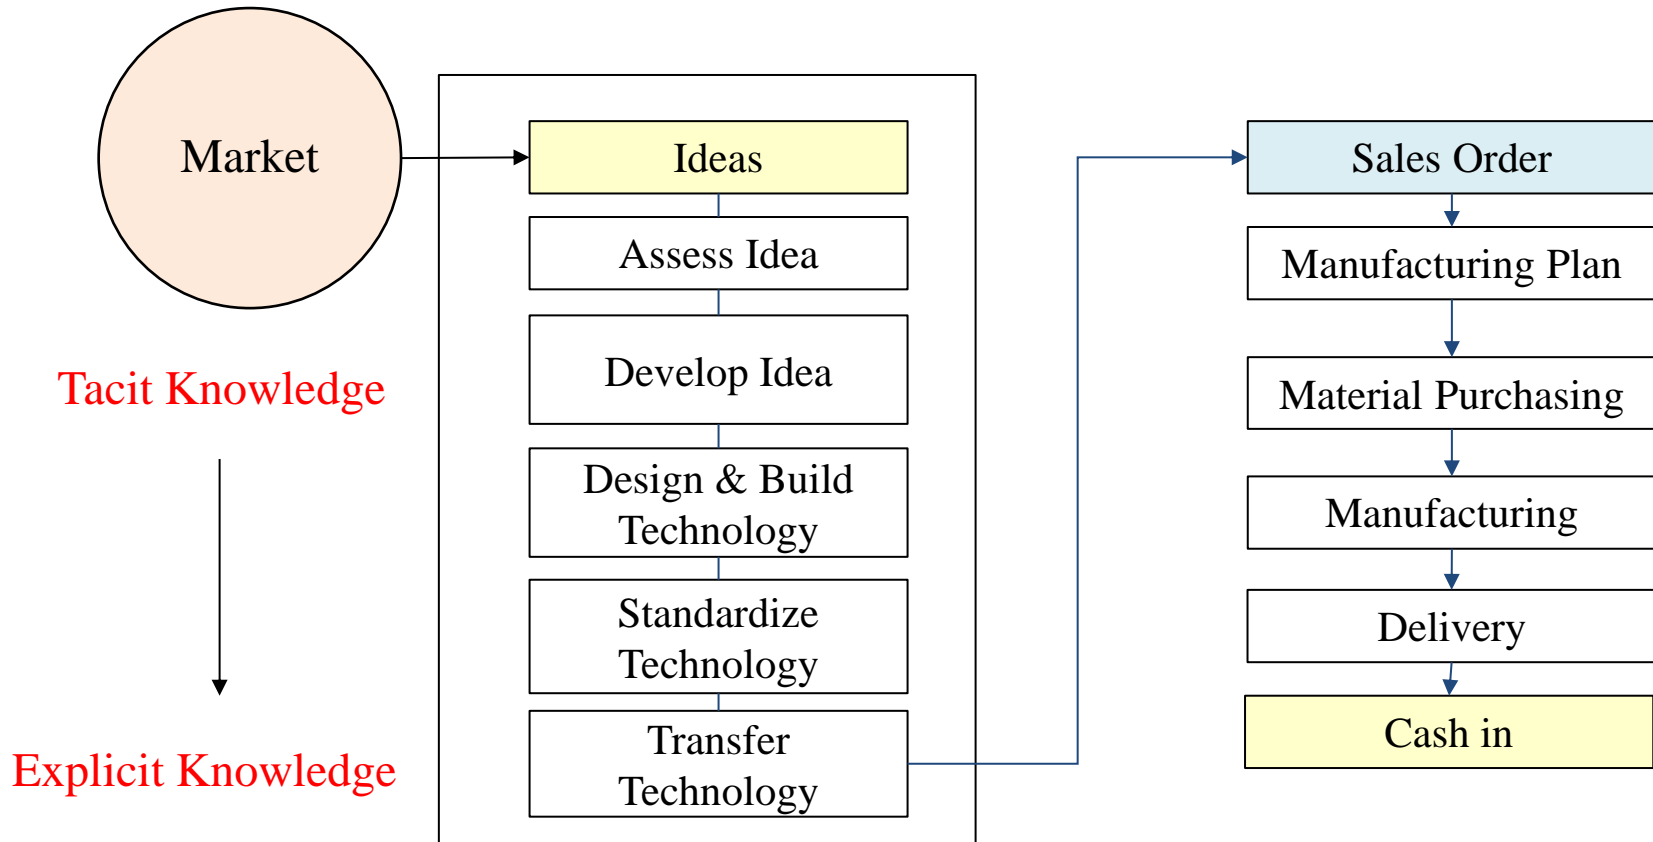 Market
Tacit Knowledge
Explicit Knowledge
Ideas
Assess Idea
Develop Idea
Design & Build
Technology
Standardize
Technology
Transfer
Technology
Sales Order
Manufacturing Plan
Material Purchasing
Manufacturing
Delivery
Cash in